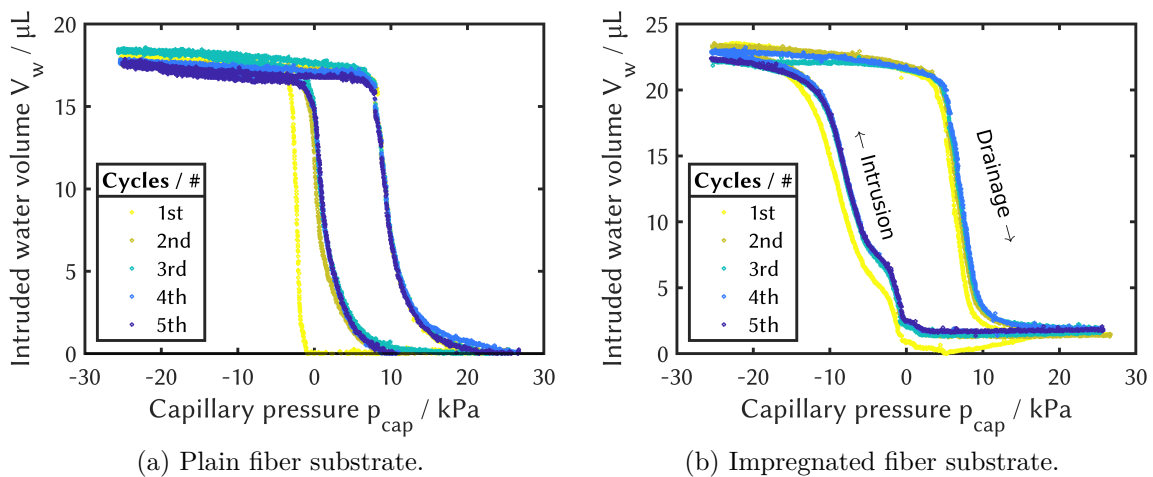 Intruded water volume V_w / μL
20
15
10
5
0
-30 -20 -10 0 10 20 30
Capillary pressure p_cap / kPa
Cycles / #
1st
2nd
3rd
4th
5th
(a) Plain fiber substrate.
Intruded water volume V_w / μL
25
20
15
10
5
0
-30 -20 -10 0 10 20 30
Capillary pressure p_cap / kPa
Cycles / #
1st
2nd
3rd
4th
5th
← Intrusion
Drainage →
(b) Impregnated fiber substrate.